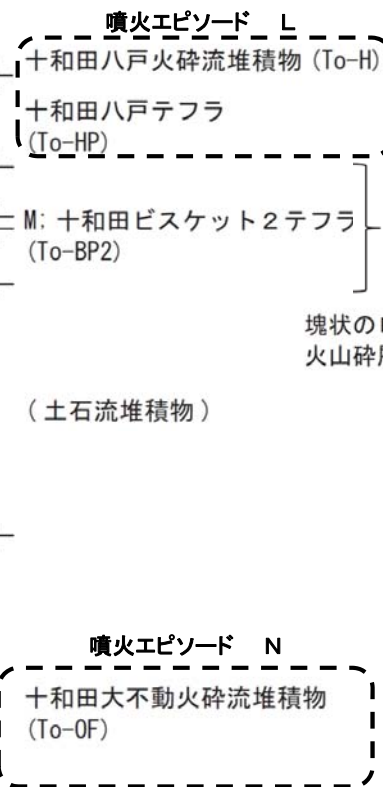 噴火エピソード L
十和田八戸火砕流堆積物 (To-H)
十和田八戸テフラ
(To-HP)
M; 十和田ビスケット2テフラ
(To-BP2)
塊状の
火山砕
(土石流堆積物)
噴火エピソード N
十和田大不動火砕流堆積物
(To-OF)